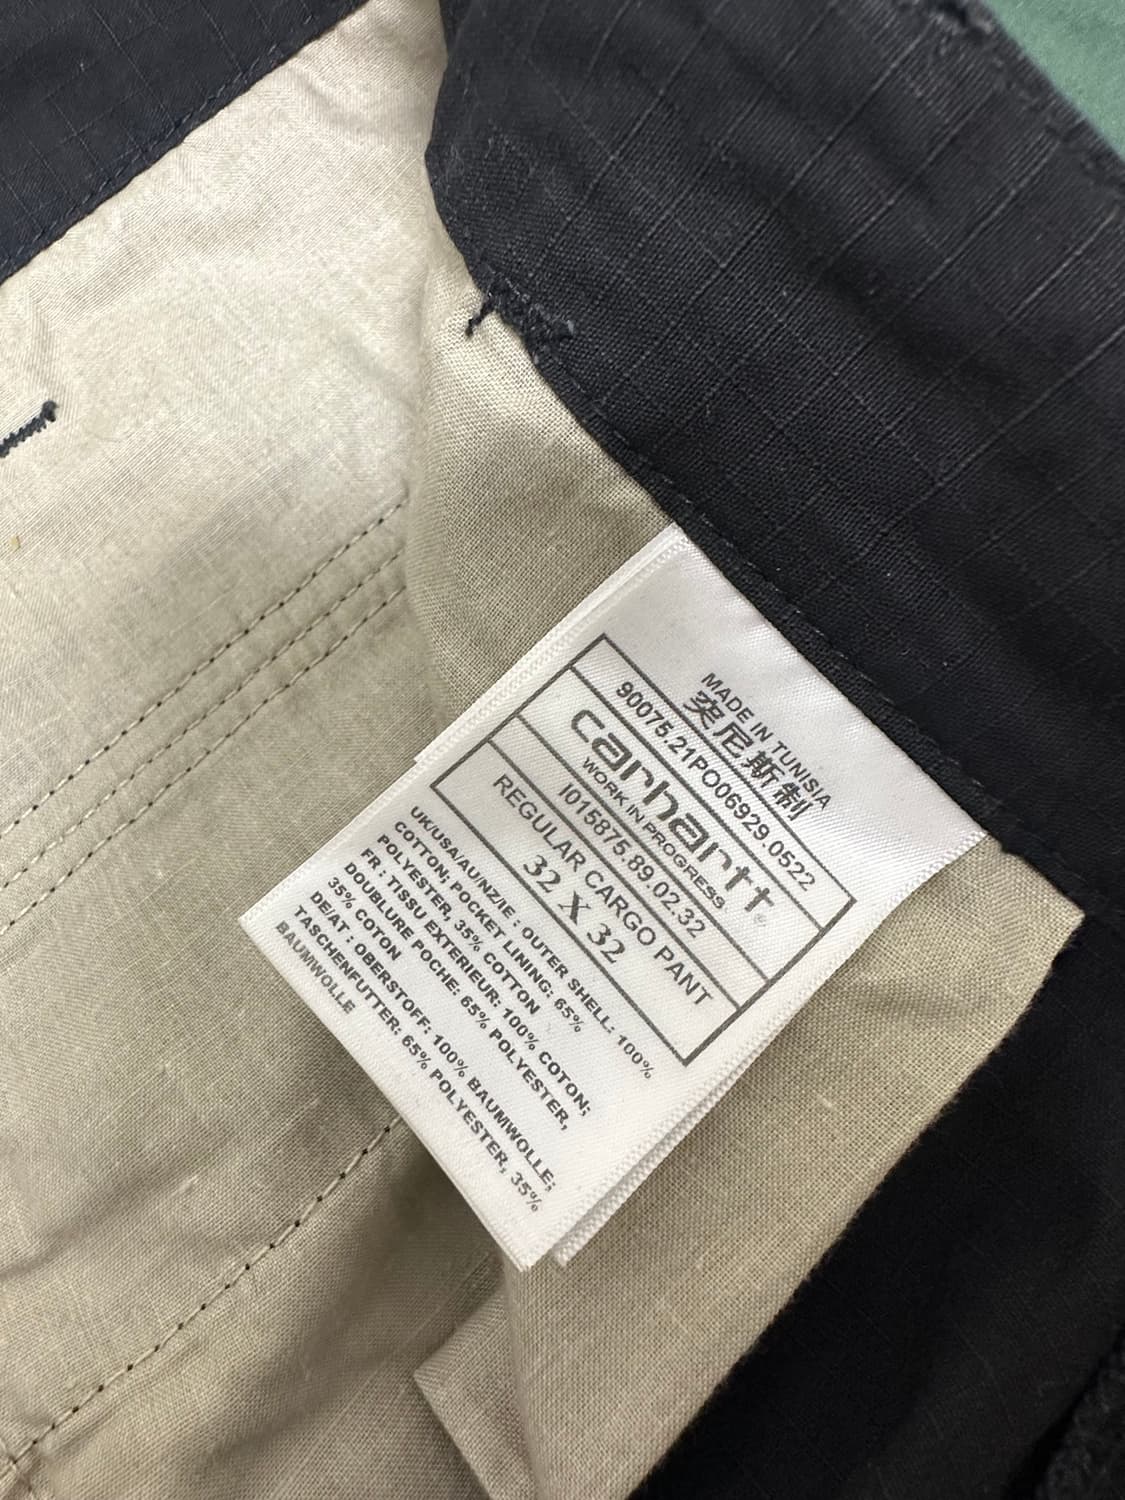 MADE IN TUNISIA
突尼斯制
90075.21PO06929.0522
carhartt®
WORK IN PROGRESS
I015875.89.02.32
REGULAR CARGO PANT
32 X 32
UK/USA/AU/NZ/IE : OUTER SHELL: 100%
COTTON; POCKET LINING: 65%
POLYESTER, 35% COTTON
FR : TISSU EXTERIEUR: 100% COTON;
DOUBLURE POCHE: 65% POLYESTER,
35% COTON
DE/AT : OBERSTOFF: 100% BAUMWOLLE;
TASCHENFUTTER: 65% POLYESTER, 35%
BAUMWOLLE